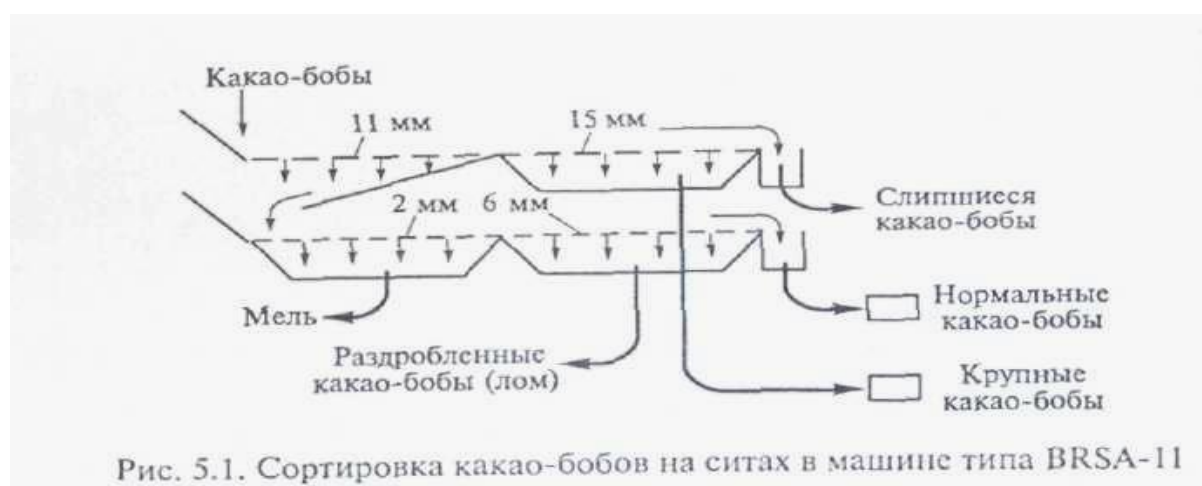 Какао-бобы
11 мм
15 мм
Слипшиеся
какао-бобы
2 мм
6 мм
Мель
Нормальные
какао-бобы
Раздробленные
какао-бобы (лом)
Крупные
какао-бобы
Рис. 5.1. Сортировка какао-бобов на ситах в машине типа BRSA-11